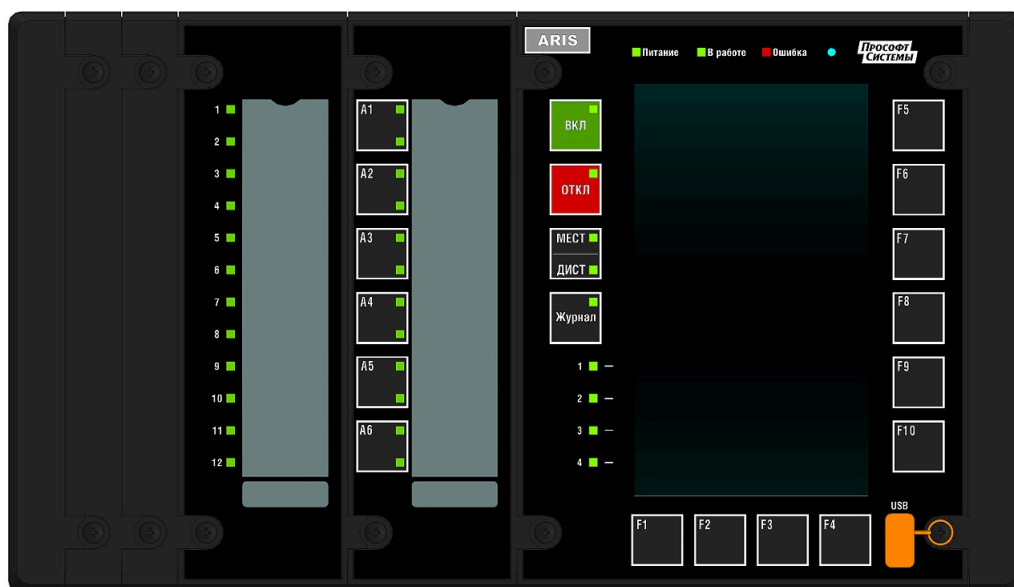 ARIS
Питание
В работе
Ошибка
Прософт
Системы
1
2
3
4
5
6
7
8
9
10
11
12
A1
A2
A3
A4
A5
A6
ВКЛ
ОТКЛ
МЕСТ
ДИСТ
Журнал
1
2
3
4
F5
F6
F7
F8
F9
F10
USB
F1
F2
F3
F4